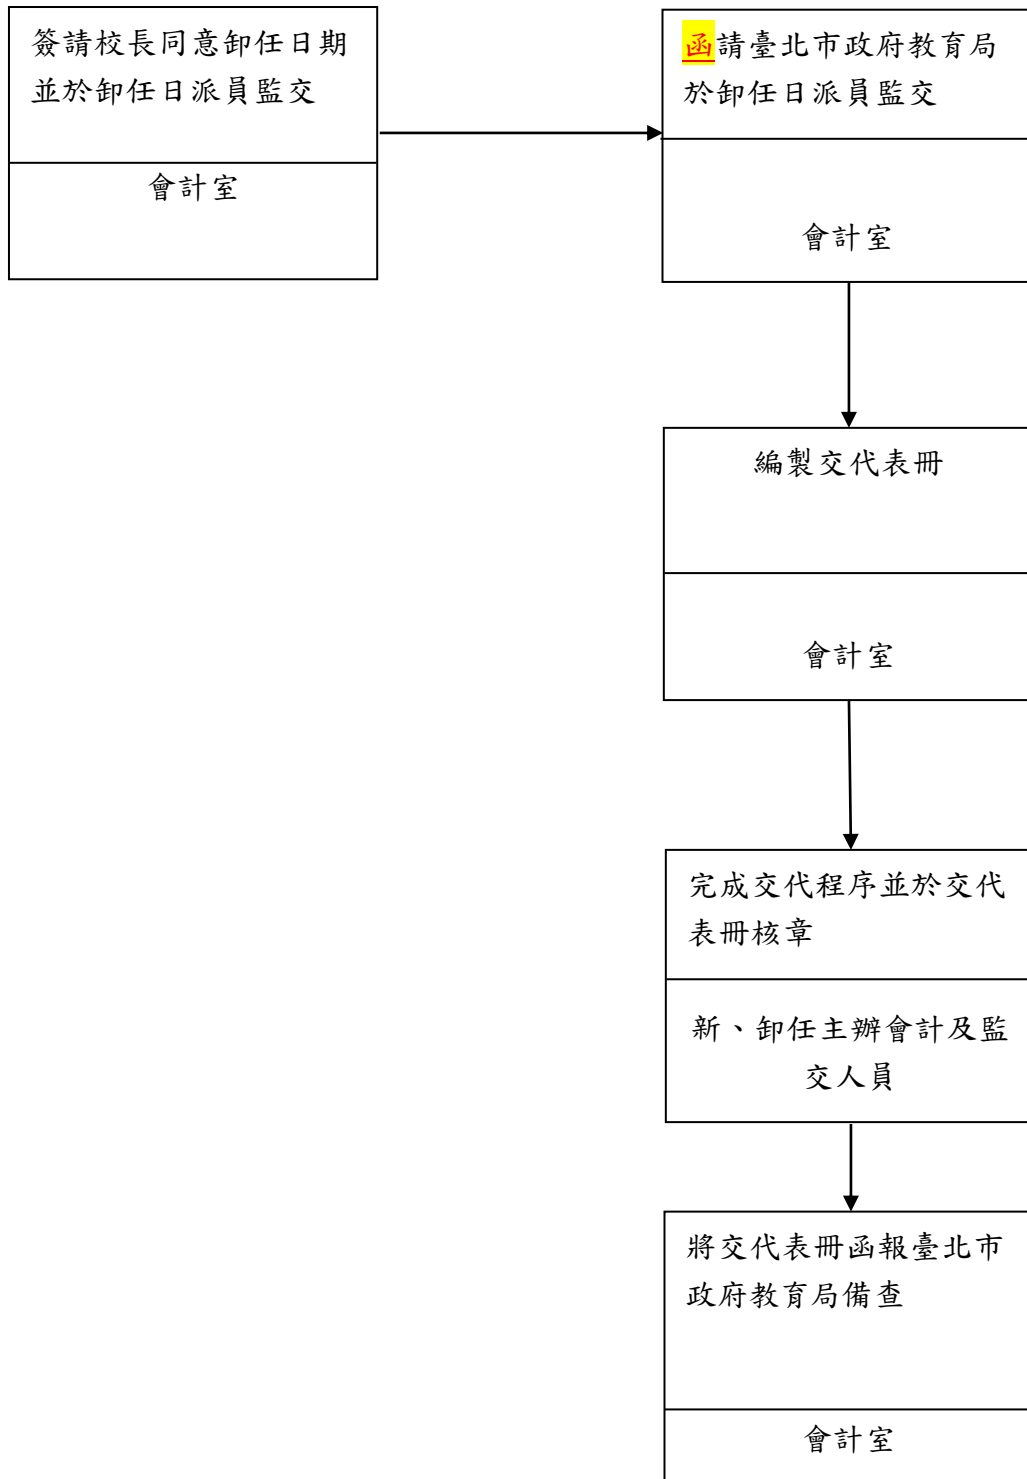 簽請校長同意卸任日期
並於卸任日派員監交
會計室
函請臺北市政府教育局
於卸任日派員監交
會計室
編製交代表冊
會計室
完成交代程序並於交代
表冊核章
新、卸任主辦會計及監
交人員
將交代表冊函報臺北市
政府教育局備查
會計室